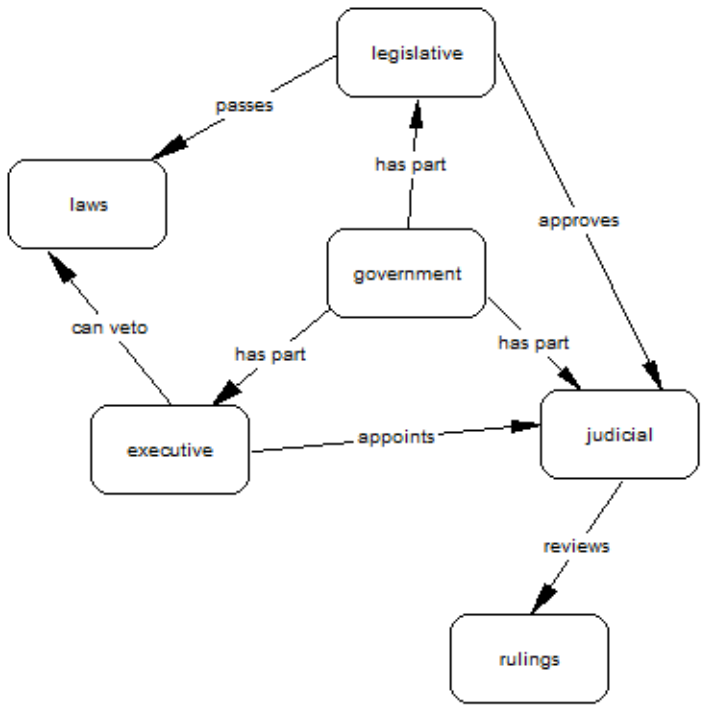 legislative
passes
has part
laws
approves
government
can veto
has part
has part
executive
appoints
judicial
reviews
rulings